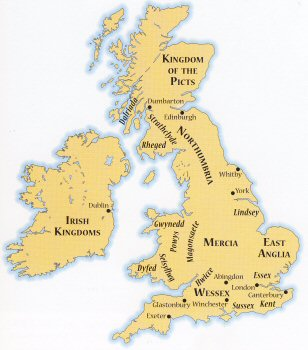 KINGDOM
OF THE
PICTS
Dalriada
Dumbarton
Edinburgh
Strathclyde
Rheged
NORTHUMBRIA
Whitby
York
Lindsey
Dublin
IRISH
KINGDOMS
Gwynedd
Powys
Magonsaete
MERCIA
EAST
ANGLIA
Dyfed
Seisyllwg
Hwicce
Abingdon
Essex
London
WESSEX
Canterbury
Glastonbury
Winchester
Sussex
Kent
Exeter